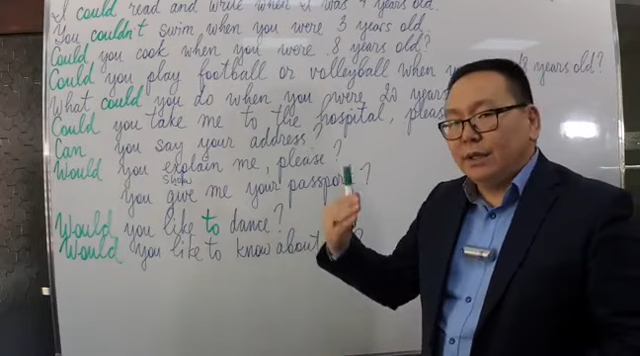 I could read and write when I was 4 years old.
You couldn't swim when you were 3 years old.
Could you cook when you were 8 years old?
Could you play football or volleyball when years old?
What could you do when you were 20 years
Could you take me to the hospital, pleas
Can you say your address?
Would you explain me, please?
show
you give me your passpor ?
Would you like to dance?
Would you like to know about ?